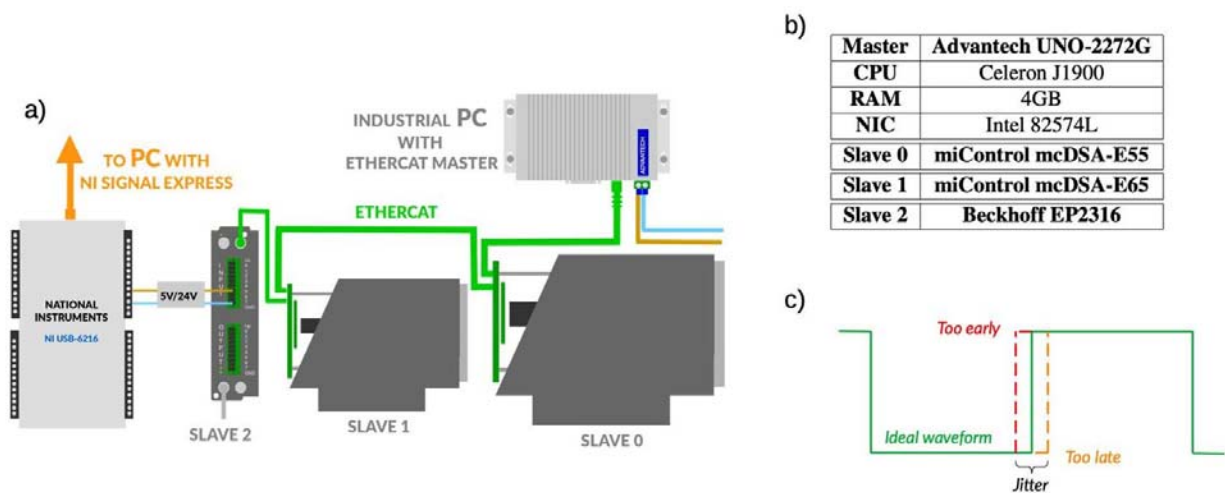 a)
TO PC WITH
NI SIGNAL EXPRESS
NATIONAL
INSTRUMENTS
NI USB-6216
5V/24V
INPUT
OUTPUT
SLAVE 2
ETHERCAT
SLAVE 1
INDUSTRIAL PC
WITH
ETHERCAT MASTER
ADVANTECH
SLAVE 0
b)
Master Advantech UNO-2272G
CPU Celeron J1900
RAM 4GB
NIC Intel 82574L
Slave 0 miControl mcDSA-E55
Slave 1 miControl mcDSA-E65
Slave 2 Beckhoff EP2316
c)
Too early
Ideal waveform
Too late
Jitter